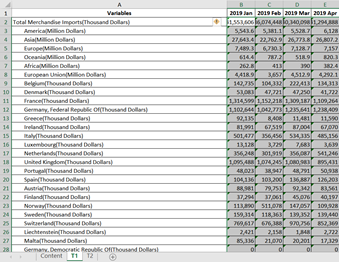 A B C D E
1 Variables 2019 Jan 2019 Feb 2019 Mar 2019 Apr
2 Total Merchandise Imports(Thousand Dollars)
3 America(Million Dollars) 5,543.6 5,381.1 5,528.7 6,128
4 Asia(Million Dollars) 27,643.4 22,762.9 26,773.8 26,807.2
5 Europe(Million Dollars) 7,489.3 6,730.3 7,128.7 7,157
6 Oceania(Million Dollars) 614.4 787.2 518.9 820.3
7 Africa(Million Dollars) 262.8 413 390 382.4
8 European Union(Million Dollars) 4,418.9 3,657 4,512.9 4,292.1
9 Belgium(Thousand Dollars) 142,735 104,332 222,413 134,313
10 Denmark(Thousand Dollars) 53,083 47,721 47,250 41,722
11 France(Thousand Dollars) 1,314,599 1,152,218 1,309,187 1,109,264
12 Germany, Federal Republic Of(Thousand Dollars) 1,102,644 1,042,773 1,235,641 1,238,409
13 Greece(Thousand Dollars) 92,135 8,408 11,481 11,590
14 Ireland(Thousand Dollars) 81,991 67,519 87,004 67,070
15 Italy(Thousand Dollars) 501,477 356,456 534,335 485,156
16 Luxembourg(Thousand Dollars) 13,128 3,729 7,683 3,639
17 Netherlands(Thousand Dollars) 356,248 301,915 356,087 541,246
18 United Kingdom(Thousand Dollars) 1,095,488 1,074,245 1,080,983 895,431
19 Portugal(Thousand Dollars) 48,023 38,947 48,791 50,938
20 Spain(Thousand Dollars) 104,136 103,200 136,887 126,203
21 Austria(Thousand Dollars) 88,981 79,753 92,342 83,561
22 Finland(Thousand Dollars) 37,294 37,061 45,076 40,197
23 Norway(Thousand Dollars) 113,890 511,078 147,057 109,928
24 Sweden(Thousand Dollars) 159,314 118,363 139,352 139,440
25 Switzerland(Thousand Dollars) 769,617 676,388 970,756 852,369
26 Liechtenstein(Thousand Dollars) 2,421 2,158 1,848 2,722
27 Malta(Thousand Dollars) 85,336 21,070 20,201 17,329
28 Germany, Democratic Republic Of(Thousand Dollars) 0 0 0 0
Content T1 T2